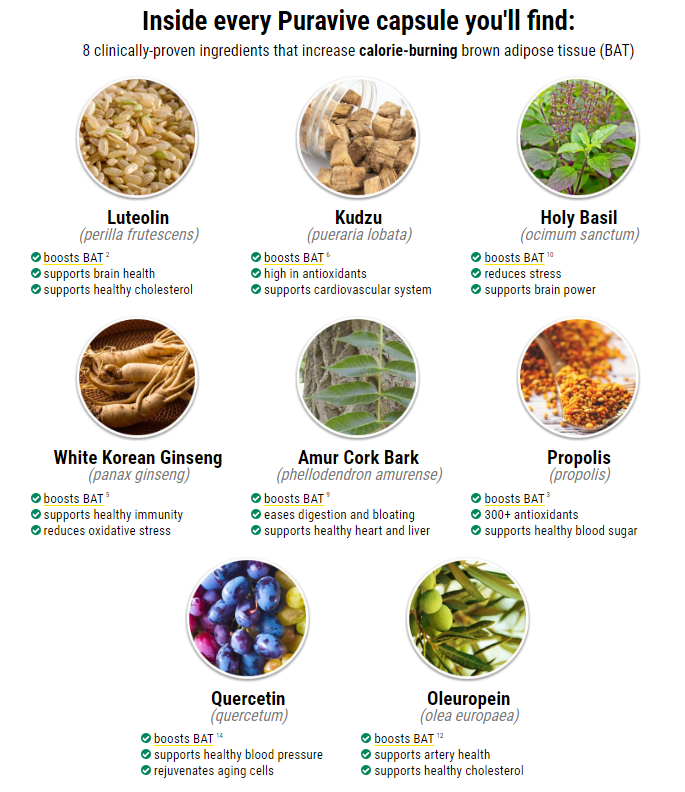 Inside every Puravive capsule you'll find:
8 clinically-proven ingredients that increase calorie-burning brown adipose tissue (BAT)
Luteolin
(perilla frutescens)
boosts BAT 2
supports brain health
supports healthy cholesterol
Kudzu
(pueraria lobata)
boosts BAT 6
high in antioxidants
supports cardiovascular system
Holy Basil
(ocimum sanctum)
boosts BAT 10
reduces stress
supports brain power
White Korean Ginseng
(panax ginseng)
boosts BAT 5
supports healthy immunity
reduces oxidative stress
Amur Cork Bark
(phellodendron amurense)
boosts BAT 9
eases digestion and bloating
supports healthy heart and liver
Propolis
(propolis)
boosts BAT 3
300+ antioxidants
supports healthy blood sugar
Quercetin
(quercetum)
boosts BAT 14
supports healthy blood pressure
rejuvenates aging cells
Oleuropein
(olea europaea)
boosts BAT 12
supports artery health
supports healthy cholesterol